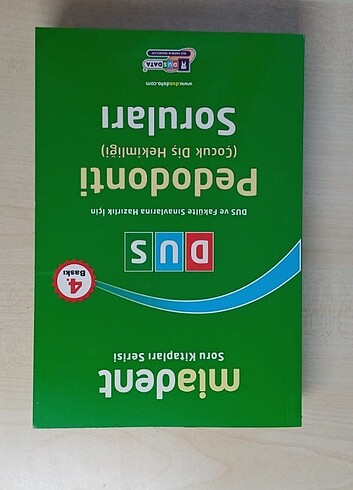 miadent
Soru Kitapları Serisi
4.
Baskı
DUS
DUS ve Fakülte Sınavlarına Hazırlık İçin
Pedodonti
(Çocuk Diş Hekimliği)
Soruları
www.dusdata.com
DUSDATA